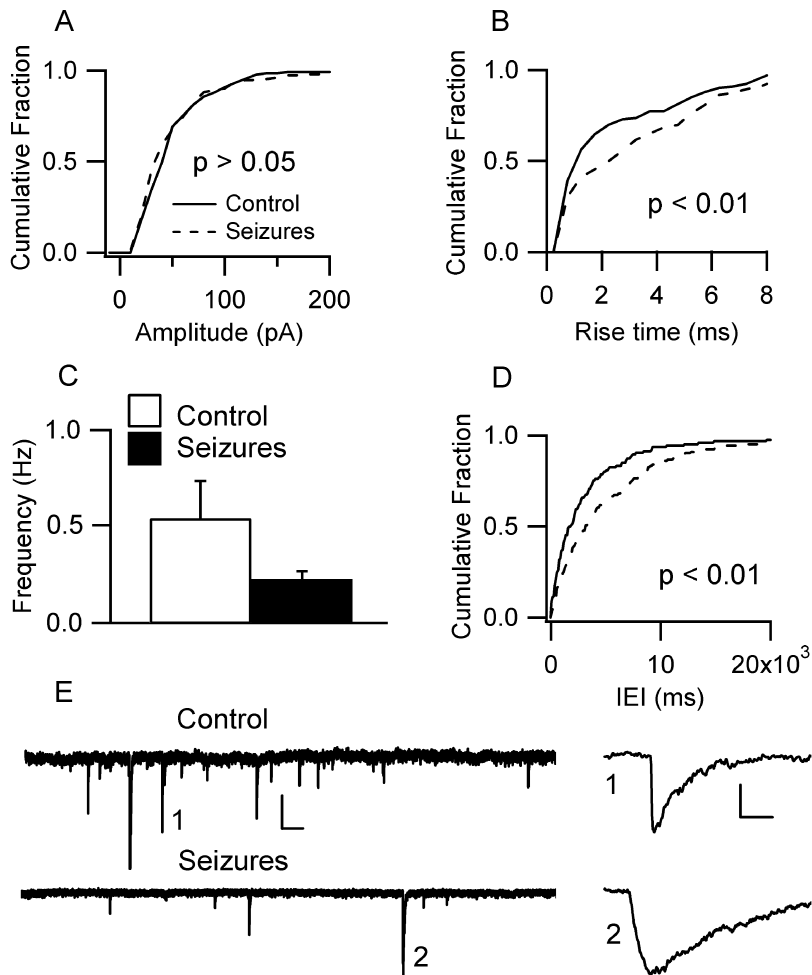 A
Cumulative Fraction
1.0
0.5
0.0
p > 0.05
Control
Seizures
0
100
200
Amplitude (pA)
B
Cumulative Fraction
1.0
0.5
0.0
p < 0.01
0
2
4
6
8
Rise time (ms)
C
Frequency (Hz)
1.0
0.5
0.0
Control
Seizures
D
Cumulative Fraction
1.0
0.5
0.0
p < 0.01
0
10
20x10³
IEI (ms)
E
Control
1
1
Seizures
2
2